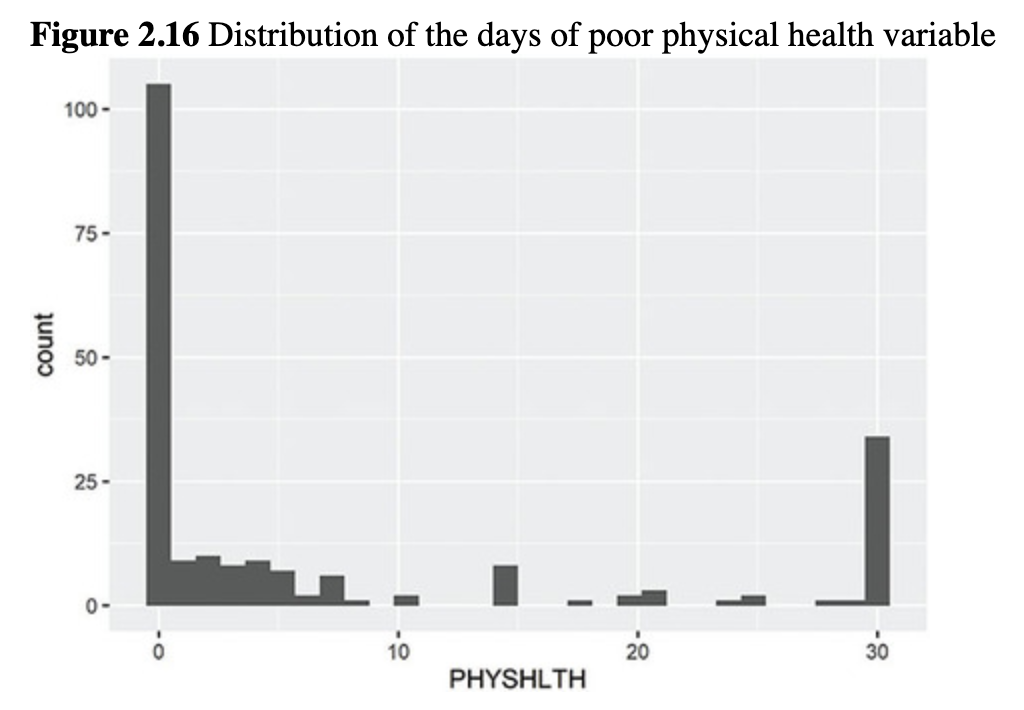 Figure 2.16 Distribution of the days of poor physical health variable
100
75
50
25
0
count
0 10 20 30
PHYSHLTH